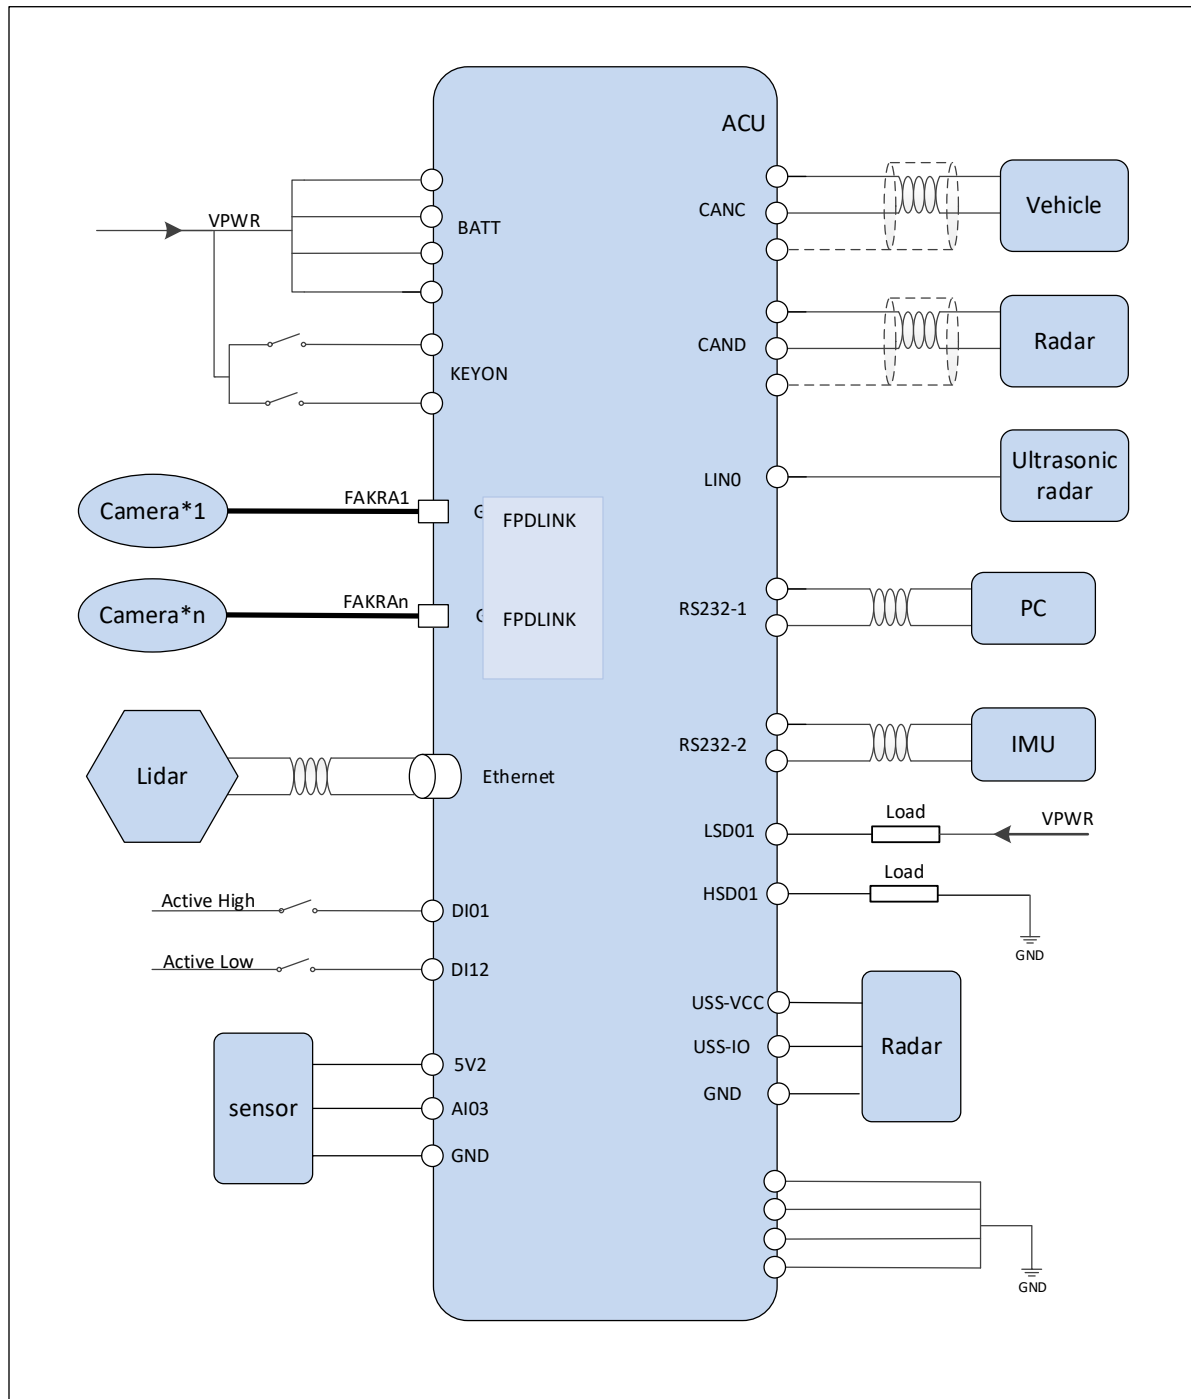 ACU
VPWR
BATT
KEYON
CANC
Vehicle
CAND
Radar
LIN0
Ultrasonic
radar
Camera*1
FAKRA1
FPDLINK
Camera*n
FAKRAn
FPDLINK
RS232-1
PC
RS232-2
IMU
Lidar
Ethernet
LSD01
Load
VPWR
HSD01
Load
GND
Active High
DI01
Active Low
DI12
sensor
5V2
AI03
GND
USS-VCC
USS-IO
GND
Radar
GND